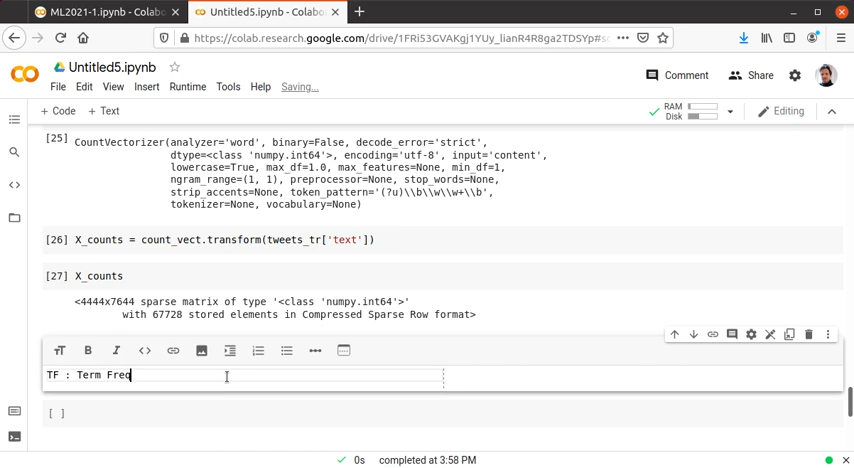 ML2021-1.ipynb - Colabo
Untitled5.ipynb - Colabo
https://colab.research.google.com/drive/1FRi53GVAKgj1YUy_lianR4R8ga2TDSYp#sc
Untitled5.ipynb
File Edit View Insert Runtime Tools Help Saving...
Comment Share
+ Code + Text
RAM
Disk
Editing
[25] CountVectorizer(analyzer='word', binary=False, decode_error='strict',
dtype=<class 'numpy.int64'>, encoding='utf-8', input='content',
lowercase=True, max_df=1.0, max_features=None, min_df=1,
ngram_range=(1, 1), preprocessor=None, stop_words=None,
strip_accents=None, token_pattern='(?u)\\b\\w\\w+\\b',
tokenizer=None, vocabulary=None)
[26] X_counts = count_vect.transform(tweets_tr['text'])
[27] X_counts
<4444x7644 sparse matrix of type '<class 'numpy.int64'>'
with 67728 stored elements in Compressed Sparse Row format>
TF : Term Freq
[ ]
0s completed at 3:58 PM